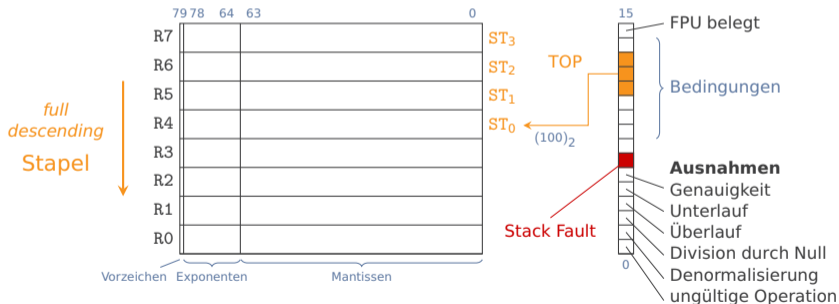 79 78 64 63 0
15
R7
R6
R5
R4
R3
R2
R1
R0
ST3
ST2
ST1
ST0
full
descending
Stapel
TOP
(100)2
Stack Fault
FPU belegt
Bedingungen
Ausnahmen
Genauigkeit
Unterlauf
Überlauf
Division durch Null
Denormalisierung
ungültige Operation
0
Vorzeichen Exponenten Mantissen